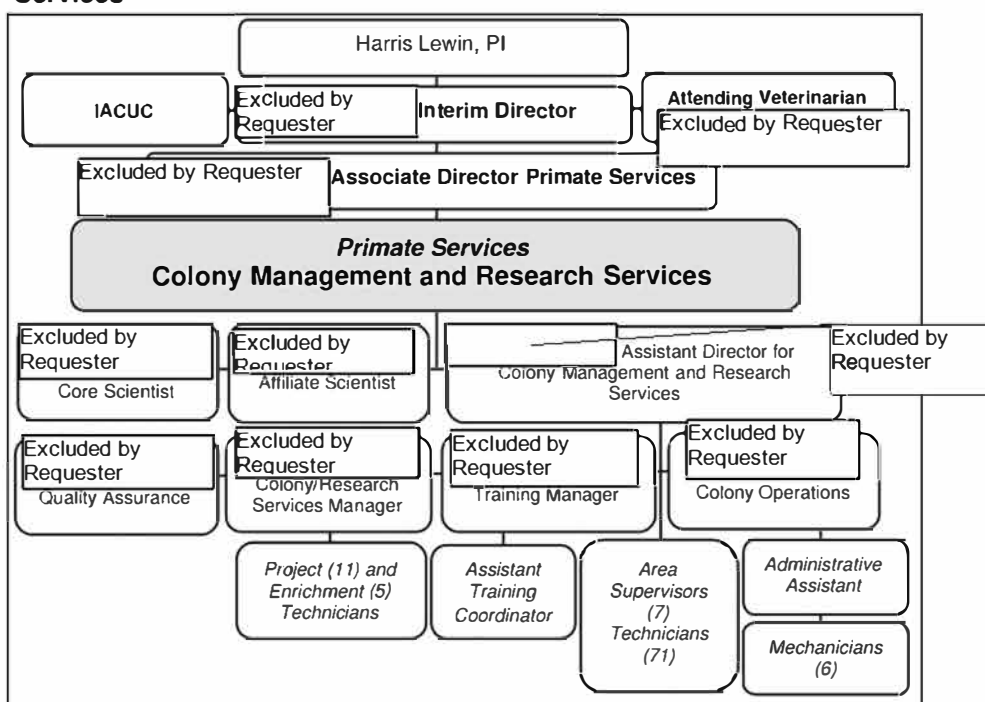 Services
Harris Lewin, PI
IACUC
Excluded by
Requester
Interim Director
Attending Veterinarian
Excluded by Requester
Excluded by Requester
Associate Director Primate Services
Primate Services
Colony Management and Research Services
Excluded by
Requester
Core Scientist
Excluded by
Requester
Affiliate Scientist
Assistant Director for
Colony Management and Research
Services
Excluded by
Requester
Excluded by
Requester
Quality Assurance
Excluded by
Requester
Colony/Research
Services Manager
Excluded by
Requester
Training Manager
Excluded by
Requester
Colony Operations
Project (11) and
Enrichment (5)
Technicians
Assistant
Training
Coordinator
Area
Supervisors
(7)
Technicians
(71)
Administrative
Assistant
Mechanicians
(6)